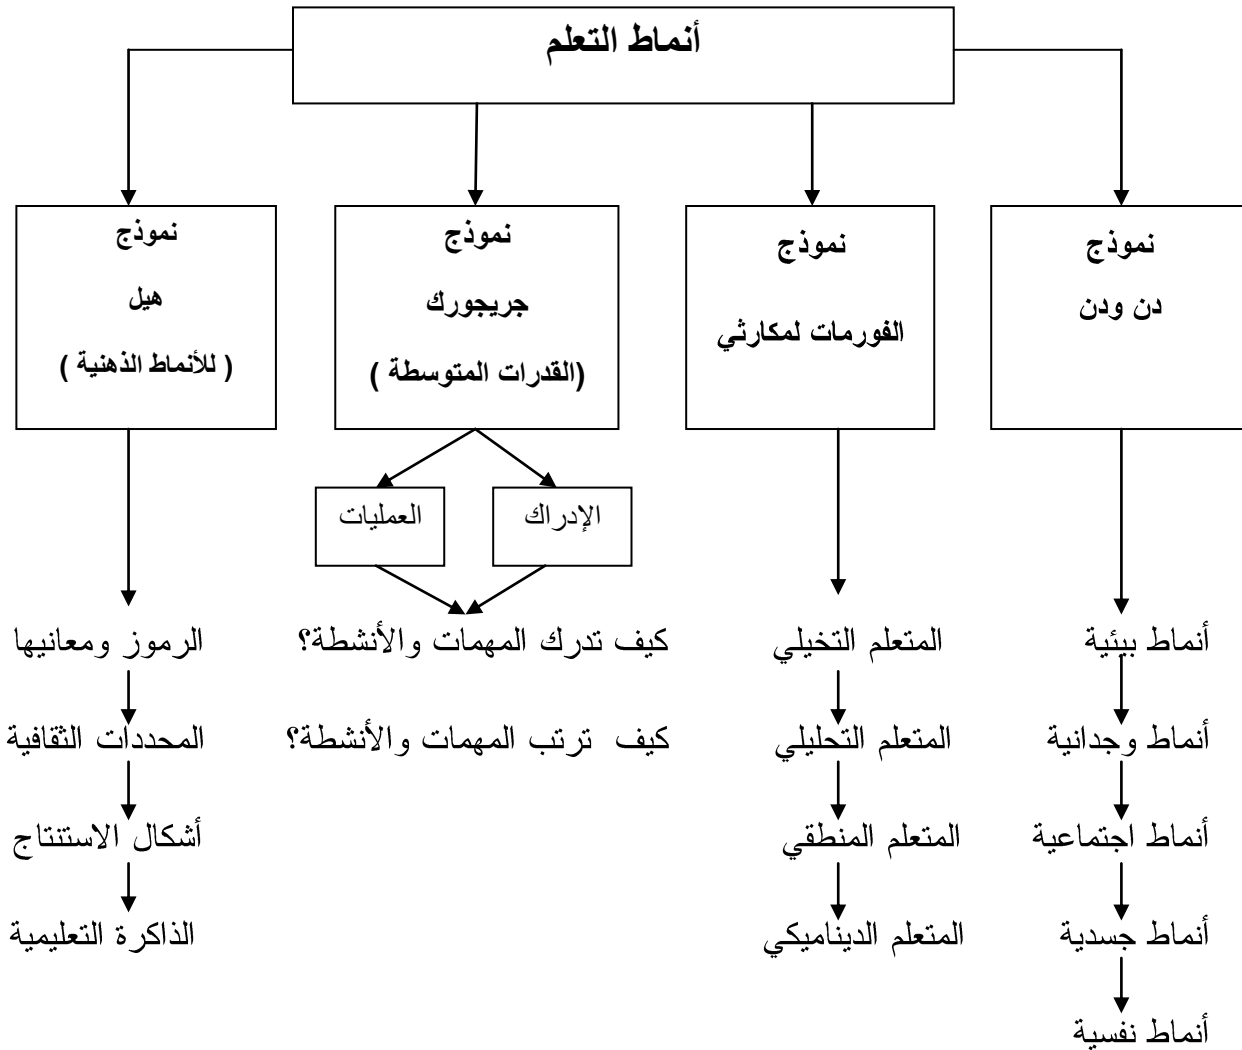 أنماط التعلم
نموذج
دن ودن
نموذج
الفورمات لمكارثي
نموذج
جريجورك
(القدرات المتوسطة )
نموذج
هيل
( للأنماط الذهنية )
الإدراك
العمليات
أنماط بيئية
أنماط وجدانية
أنماط اجتماعية
أنماط جسدية
أنماط نفسية
المتعلم التخيلي
المتعلم التحليلي
المتعلم المنطقي
المتعلم الديناميكي
كيف تدرك المهمات والأنشطة؟
كيف ترتب المهمات والأنشطة؟
الرموز ومعانيها
المحددات الثقافية
أشكال الاستنتاج
الذاكرة التعليمية